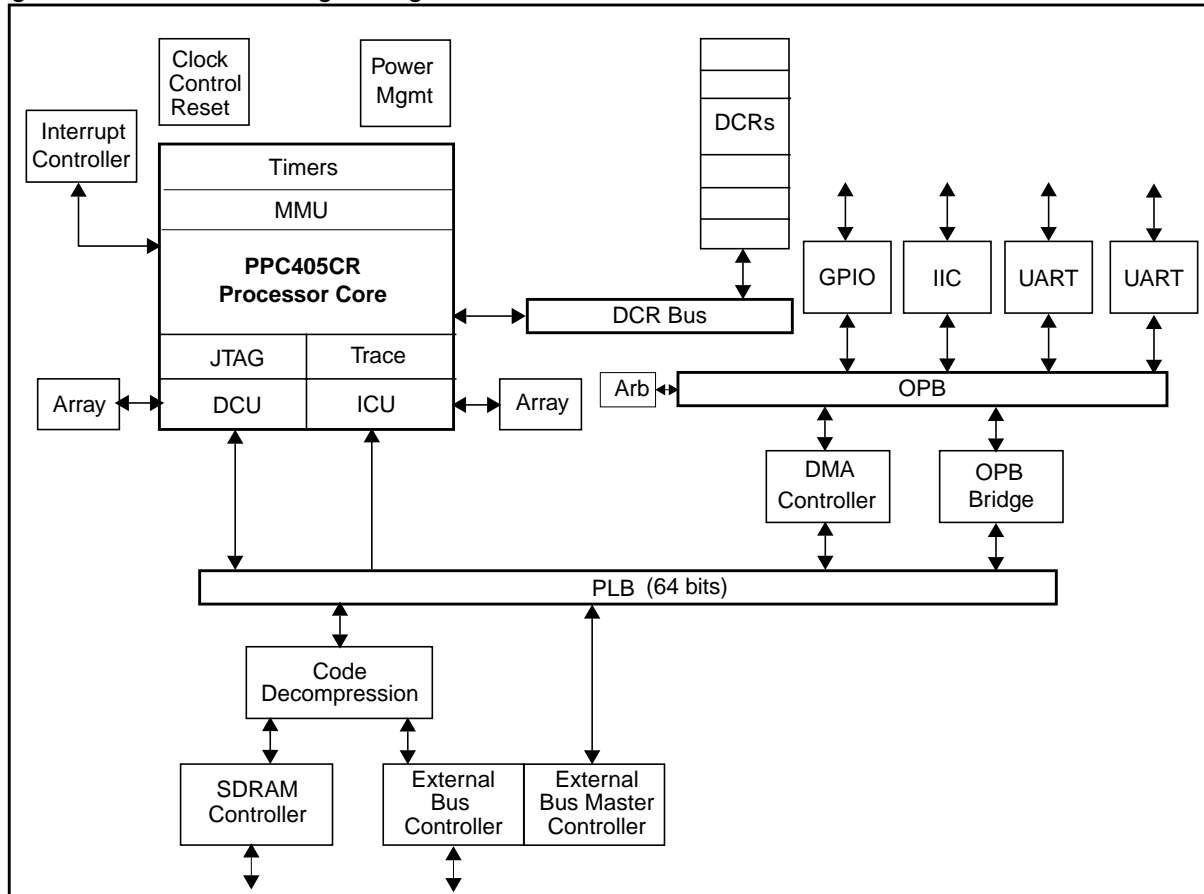 Clock
Control
Reset
Power
Mgmt
DCRs
Interrupt
Controller
Timers
MMU
PPC405CR
Processor Core
GPIO
IIC
UART
UART
DCR Bus
JTAG
Trace
Array
DCU
ICU
Array
Arb
OPB
DMA
Controller
OPB
Bridge
PLB (64 bits)
Code
Decompression
SDRAM
Controller
External
Bus
Controller
External
Bus Master
Controller